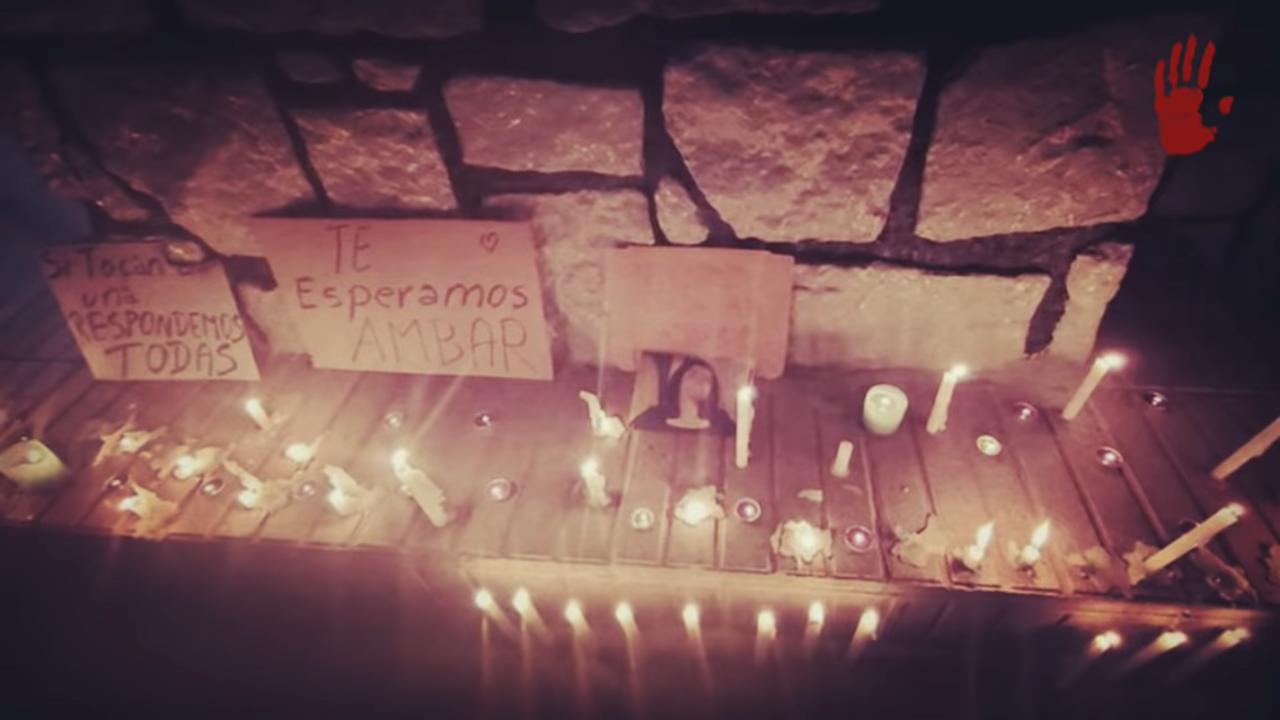 Si Tocan a
una
RESPONDEMOS
TODAS
TE
Esperamos
AMBAR